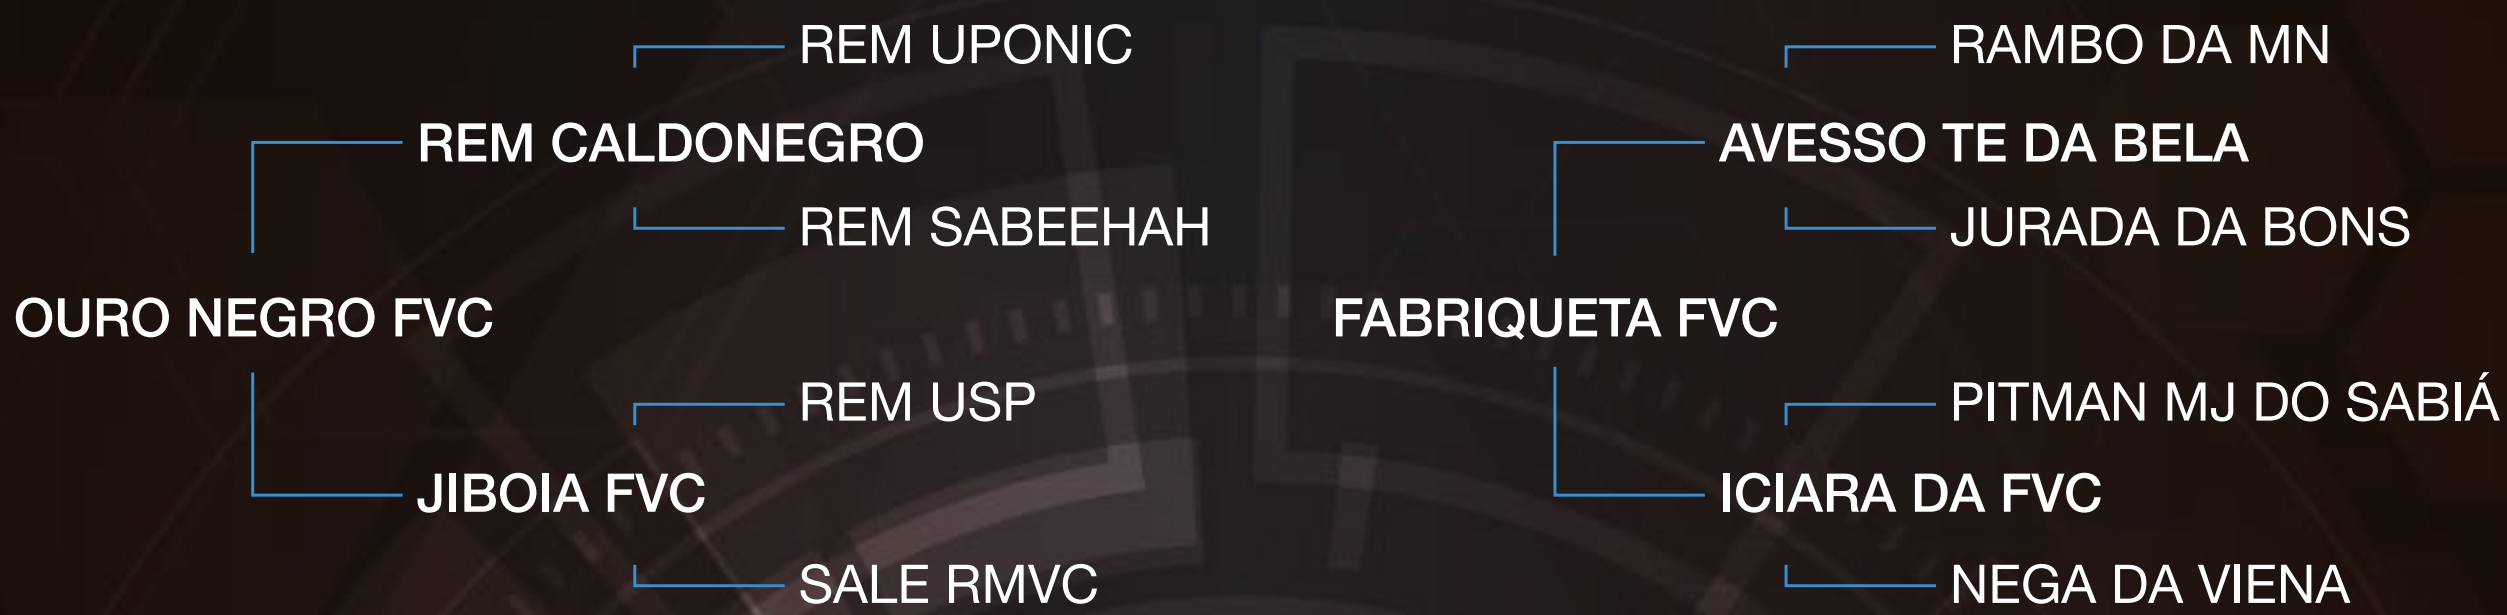 REM UPONIC
REM CALDONEGRO
REM SABEEHAH
OURO NEGRO FVC
REM USP
JIBOIA FVC
SALE RMVC
RAMBO DA MN
AVESSO TE DA BELA
JURADA DA BONS
FABRIQUETA FVC
PITMAN MJ DO SABIÁ
ICIARA DA FVC
NEGA DA VIENA